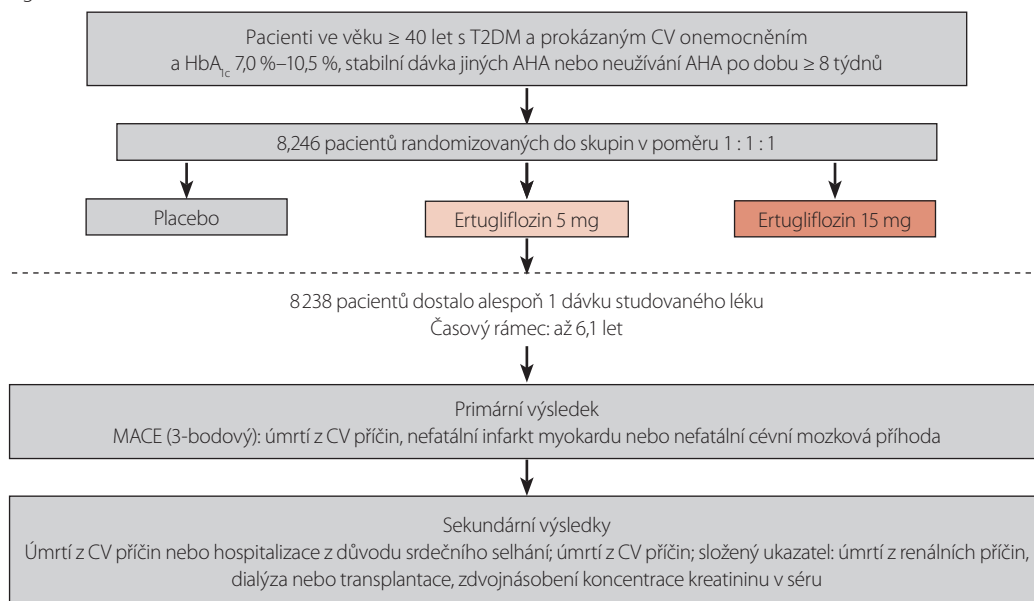 Pacienti ve věku ≥ 40 let s T2DM a prokázaným CV onemocněním
a HbA1c 7,0 %–10,5 %, stabilní dávka jiných AHA nebo neužívání AHA po dobu ≥ 8 týdnů
8,246 pacientů randomizovaných do skupin v poměru 1 : 1 : 1
Placebo
Ertugliflozin 5 mg
Ertugliflozin 15 mg
8 238 pacientů dostalo alespoň 1 dávku studovaného léku
Časový rámec: až 6,1 let
Primární výsledek
MACE (3-bodový): úmrtí z CV příčin, nefatální infarkt myokardu nebo nefatální cévní mozková příhoda
Sekundární výsledky
Úmrtí z CV příčin nebo hospitalizace z důvodu srdečního selhání; úmrtí z CV příčin; složený ukazatel: úmrtí z renálních příčin,
dialýza nebo transplantace, zdvojnásobení koncentrace kreatininu v séru